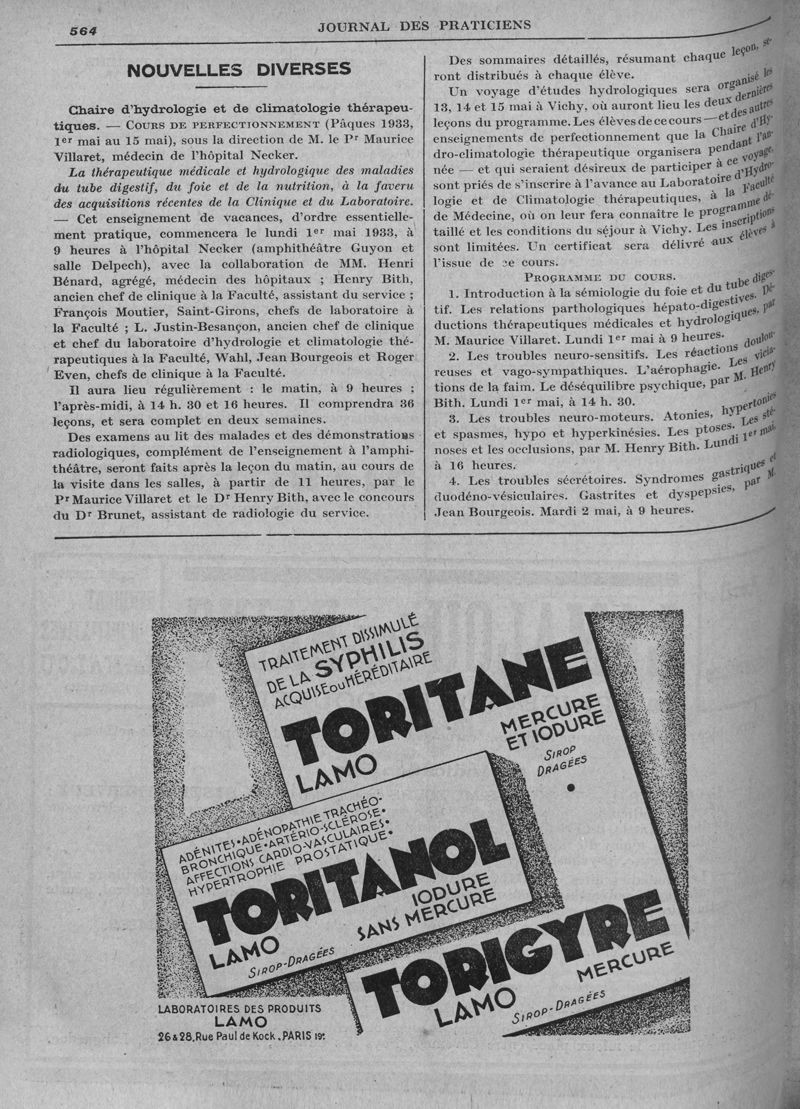 564
JOURNAL DES PRATICIENS
NOUVELLES DIVERSES
Chaire d'hydrologie et de climatologie thérapeu-
tiques. — COURS DE PERFECTIONNEMENT (Pâques 1933,
1er mai au 15 mai), sous la direction de M. le Pr Maurice
Villaret, médecin de l'hôpital Necker.
La thérapeutique médicale et hydrologique des maladies
du tube digestif, du foie et de la nutrition, à la faveru
des acquisitions récentes de la Clinique et du Laboratoire.
— Cet enseignement de vacances, d'ordre essentielle-
ment pratique, commencera le lundi 1er mai 1933, à
9 heures à l'hôpital Necker (amphithéâtre Guyon et
salle Delpech), avec la collaboration de MM. Henri
Bénard, agrégé, médecin des hôpitaux ; Henry Bith,
ancien chef de clinique à la Faculté, assistant du service ;
François Moutier, Saint-Girons, chefs de laboratoire à
la Faculté ; L. Justin-Besançon, ancien chef de clinique
et chef du laboratoire d'hydrologie et climatologie thé-
rapeutiques à la Faculté, Wahl, Jean Bourgeois et Roger
Even, chefs de clinique à la Faculté.
Il aura lieu régulièrement : le matin, à 9 heures ;
l'après-midi, à 14 h. 30 et 16 heures. Il comprendra 36
leçons, et sera complet en deux semaines.
Des examens au lit des malades et des démonstrations
radiologiques, complément de l'enseignement à l'amphi-
théâtre, seront faits après la leçon du matin, au cours de
la visite dans les salles, à partir de 11 heures, par le
Pr Maurice Villaret et le Dr Henry Bith, avec le concours
du Dr Brunet, assistant de radiologie du service.
Des sommaires détaillés, résumant chaque leçon, se-
ront distribués à chaque élève.
Un voyage d'études hydrologiques sera organisé les
13, 14 et 15 mai à Vichy, où auront lieu les deux dernières
leçons du programme. Les élèves de ce cours — et des autres
enseignements de perfectionnement que la Chaire d'Hy-
dro-climatologie thérapeutique organisera pendant l'an-
née — et qui seraient désireux de participer à ce voyage,
sont priés de s'inscrire à l'avance au Laboratoire d'Hydro-
logie et de Climatologie thérapeutiques, à la Faculté
de Médecine, où on leur fera connaître le programme dé-
taillé et les conditions du séjour à Vichy. Les inscriptions
sont limitées. Un certificat sera délivré aux élèves à
l'issue de ce cours.
PROGRAMME DU COURS.
1. Introduction à la sémiologie du foie et du tube diges-
tif. Les relations parthologiques hépato-digestives. Dé-
ductions thérapeutiques médicales et hydrologiques, par
M. Maurice Villaret. Lundi 1er mai à 9 heures.
2. Les troubles neuro-sensitifs. Les réactions doulou-
reuses et vago-sympathiques. L'aérophagie. Les vicia-
tions de la faim. Le déséquilibre psychique, par M. Henry
Bith. Lundi 1er mai, à 14 h. 30.
3. Les troubles neuro-moteurs. Atonies, hypertonies
et spasmes, hypo et hyperkinésies. Les ptoses. Les sté-
noses et les occlusions, par M. Henry Bith. Lundi 1er mai,
à 16 heures.
4. Les troubles sécrétoires. Syndromes gastriques et
duodéno-vésiculaires. Gastrites et dyspepsies, par M.
Jean Bourgeois. Mardi 2 mai, à 9 heures.
TRAITEMENT DISSIMULÉ
DE LA SYPHILIS
ACQUISE OU HÉRÉDITAIRE
TORITANE
LAMO
MERCURE
ET IODURE
SIROP
DRAGÉES
ADÉNITES•ADÉNOPATHIE TRACHÉO-
BRONCHIQUE•ARTÉRIO-SCLÉROSE•
AFFECTIONS CARDIO-VASCULAIRES•
HYPERTROPHIE PROSTATIQUE•
TORITANOL
LAMO
IODURE
SANS MERCURE
SIROP-DRAGÉES
TORIGYRE
LAMO
MERCURE
SIROP-DRAGÉES
LABORATOIRES DES PRODUITS
LAMO
26 & 28, Rue Paul de Kock . PARIS 19e